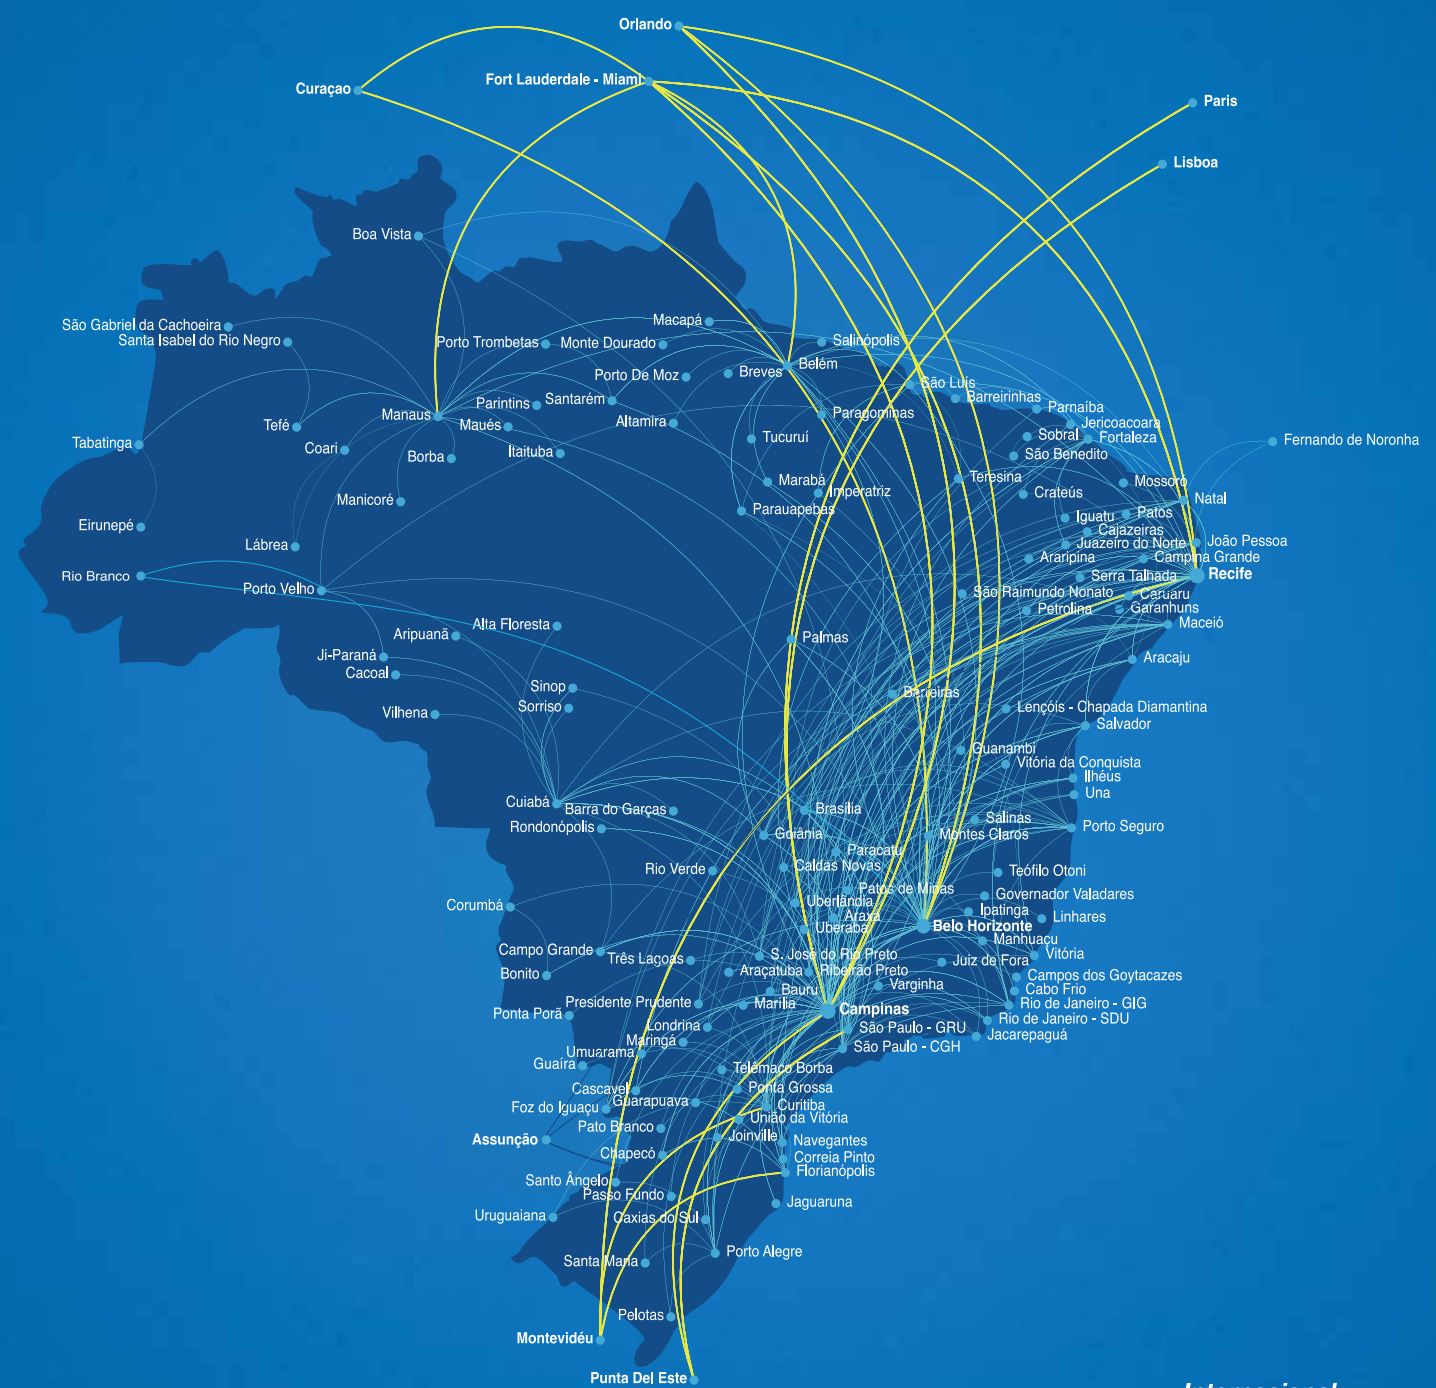 Orlando
Fort Lauderdale - Miami
Curaçao
Paris
Lisboa
Boa Vista
São Gabriel da Cachoeira
Santa Isabel do Rio Negro
Macapá
Porto Trombetas
Monte Dourado
Salinópolis
Belém
Breves
Porto De Moz
São Luís
Barreirinhas
Parnaíba
Manaus
Parintins
Santarém
Altamira
Paragominas
Jericoacoara
Tefé
Maués
Tucuruí
Sobral
Fortaleza
Fernando de Noronha
Tabatinga
Coari
Borba
Itaituba
São Benedito
Marabá
Imperatriz
Teresina
Mossoró
Crateús
Natal
Manicoré
Parauapebas
Iguatu
Patos
Eirunepé
Cajazeiras
Lábrea
Juazeiro do Norte
João Pessoa
Araripina
Campina Grande
Rio Branco
Porto Velho
Serra Talhada
Recife
São Raimundo Nonato
Caruaru
Petrolina
Garanhuns
Maceió
Alta Floresta
Aripuanã
Palmas
Ji-Paraná
Cacoal
Aracaju
Sinop
Sorriso
Barreiras
Vilhena
Lençóis - Chapada Diamantina
Salvador
Guanambi
Vitória da Conquista
Ilhéus
Una
Cuiabá
Barra do Garças
Brasília
Rondonópolis
Goiânia
Salinas
Montes Claros
Porto Seguro
Paracatu
Rio Verde
Caldas Novas
Teófilo Otoni
Patos de Minas
Governador Valadares
Corumbá
Uberlândia
Araxá
Ipatinga
Linhares
Uberaba
Belo Horizonte
Manhuaçu
Campo Grande
Três Lagoas
S. José do Rio Preto
Juiz de Fora
Vitória
Bonito
Araçatuba
Ribeirão Preto
Campos dos Goytacazes
Bauru
Varginha
Cabo Frio
Presidente Prudente
Marília
Campinas
Rio de Janeiro - GIG
Ponta Porã
Londrina
São Paulo - GRU
Rio de Janeiro - SDU
Maringá
São Paulo - CGH
Jacarepaguá
Umuarama
Guaíra
Telêmaco Borba
Cascavel
Ponta Grossa
Foz do Iguaçu
Guarapuava
Curitiba
União da Vitória
Pato Branco
Assunção
Joinville
Navegantes
Chapecó
Correia Pinto
Florianópolis
Santo Ângelo
Passo Fundo
Jaguaruna
Uruguaiana
Caxias do Sul
Porto Alegre
Santa Maria
Pelotas
Montevidéu
Punta Del Este